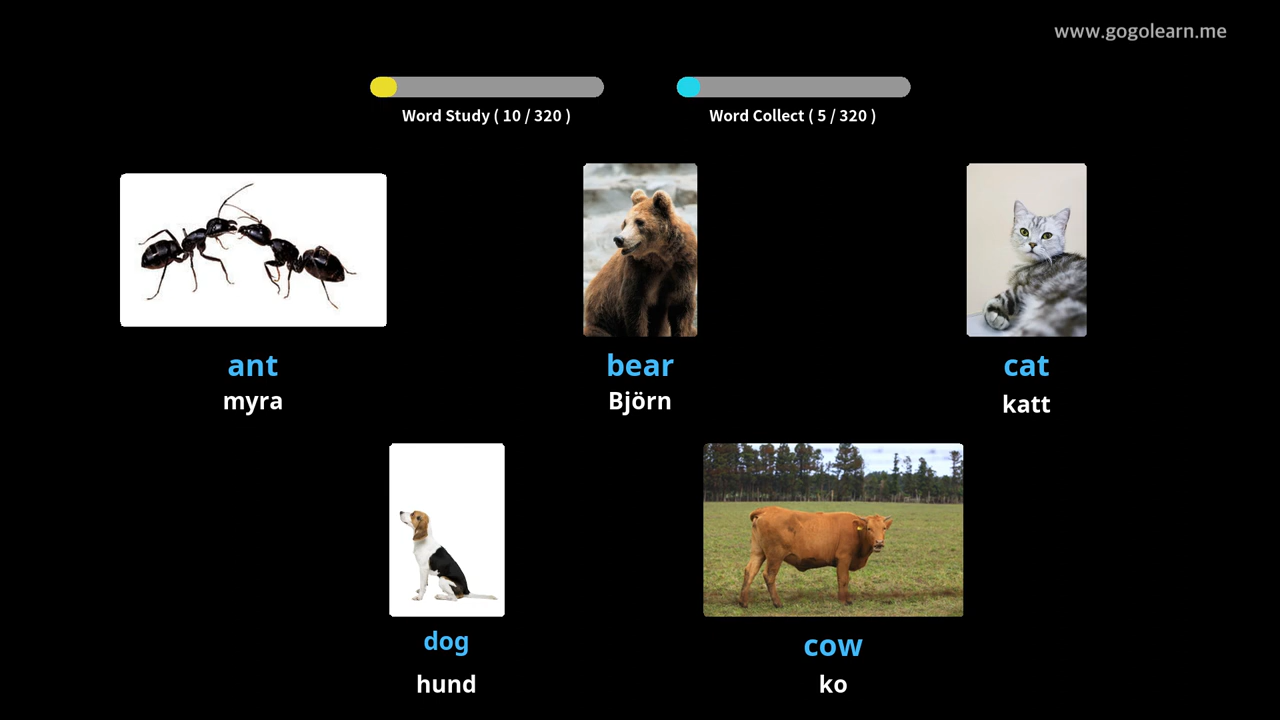 www.gogolearn.me
Word Study ( 10 / 320 )
Word Collect ( 5 / 320 )
ant
myra
bear
Björn
cat
katt
dog
hund
cow
ko